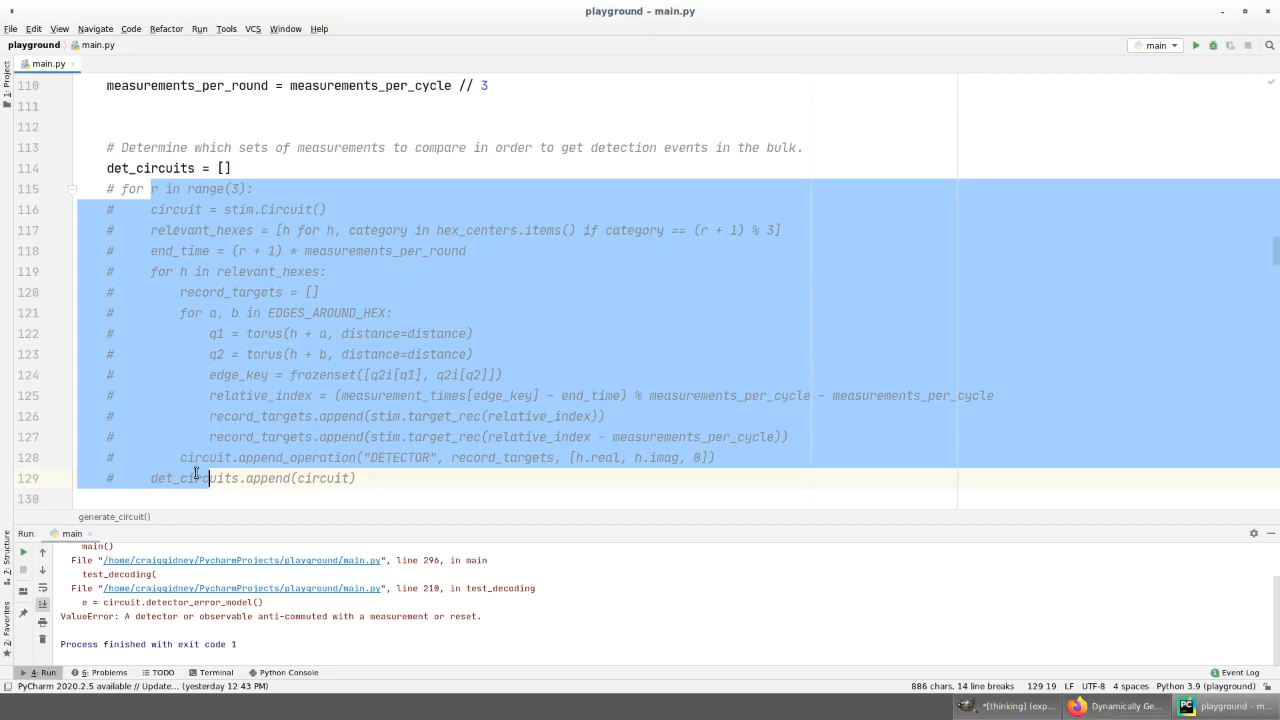 playground – main.py
File Edit View Navigate Code Refactor Run Tools VCS Window Help
playground main.py main
main.py
1: Project
110 measurements_per_round = measurements_per_cycle // 3
111
112
113 # Determine which sets of measurements to compare in order to get detection events in the bulk.
114 det_circuits = []
115 # for r in range(3):
116 #     circuit = stim.Circuit()
117 #     relevant_hexes = [h for h, category in hex_centers.items() if category == (r + 1) % 3]
118 #     end_time = (r + 1) * measurements_per_round
119 #     for h in relevant_hexes:
120 #         record_targets = []
121 #         for a, b in EDGES_AROUND_HEX:
122 #             q1 = torus(h + a, distance=distance)
123 #             q2 = torus(h + b, distance=distance)
124 #             edge_key = frozenset([q2i[q1], q2i[q2]])
125 #             relative_index = (measurement_times[edge_key] - end_time) % measurements_per_cycle - measurements_per_cycle
126 #             record_targets.append(stim.target_rec(relative_index))
127 #             record_targets.append(stim.target_rec(relative_index - measurements_per_cycle))
128 #         circuit.append_operation("DETECTOR", record_targets, [h.real, h.imag, 0])
129 #     det_circuits.append(circuit)
130
generate_circuit()
Run: main
7: Structure
2: Favorites
main()
File "/home/craiggidney/PycharmProjects/playground/main.py", line 296, in main
test_decoding(
File "/home/craiggidney/PycharmProjects/playground/main.py", line 210, in test_decoding
e = circuit.detector_error_model()
ValueError: A detector or observable anti-commuted with a measurement or reset.
Process finished with exit code 1
4: Run 6: Problems TODO Terminal Python Console Event Log
PyCharm 2020.2.5 available // Update... (yesterday 12:43 PM) 886 chars, 14 line breaks 129:19 LF UTF-8 4 spaces Python 3.9 (playground)
*[thinking] (exp... Dynamically Ge... playground – m...